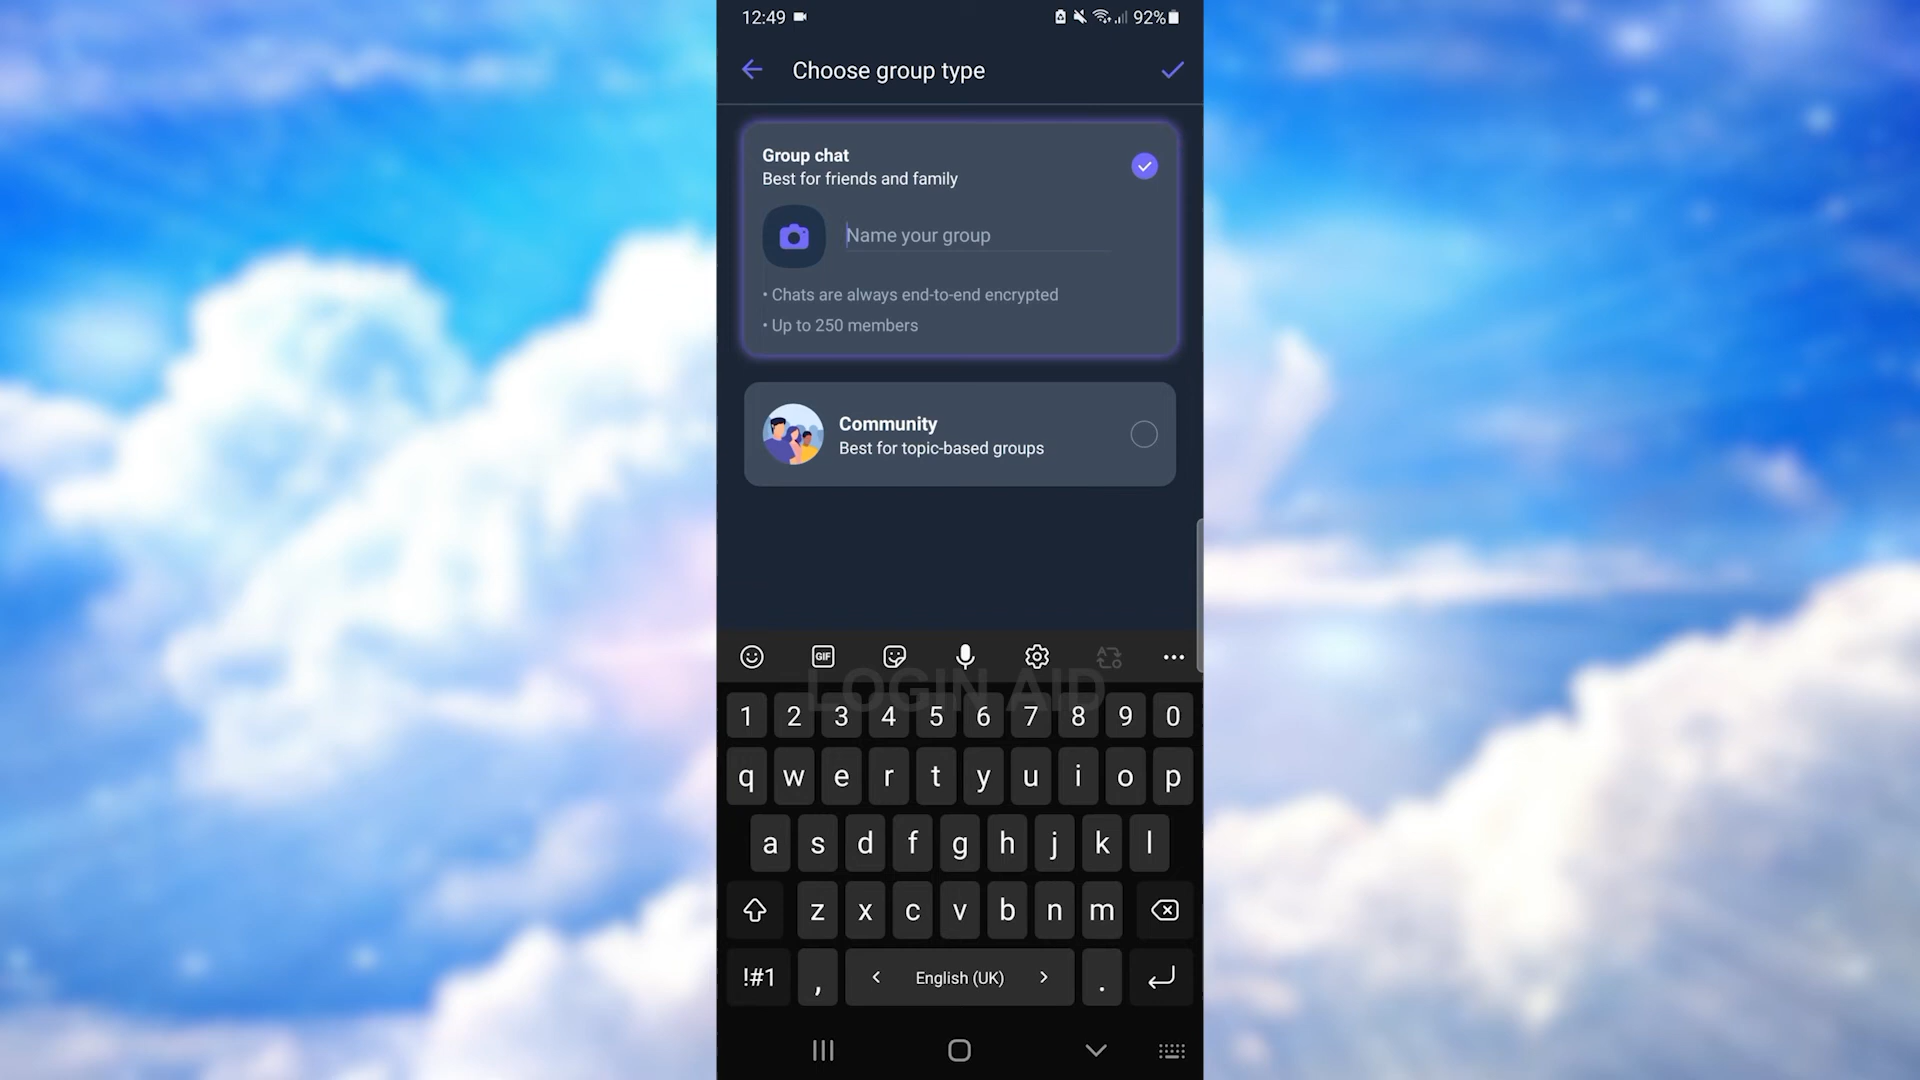 12:49
92%
Choose group type
Group chat
Best for friends and family
Name your group
• Chats are always end-to-end encrypted
• Up to 250 members
Community
Best for topic-based groups
GIF
LOGIN AID
1 2 3 4 5 6 7 8 9 0
q w e r t y u i o p
a s d f g h j k l
z x c v b n m
!#1 , < English (UK) > .